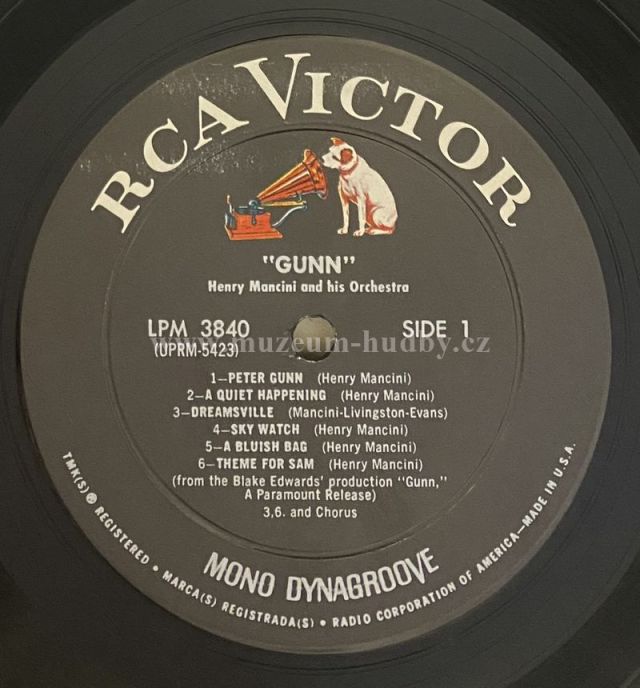 RCA VICTOR
"GUNN"
Henry Mancini and his Orchestra
LPM 3840 SIDE 1
(UPRM-5423)
www.muzeum-hudby.cz
1—PETER GUNN (Henry Mancini)
2—A QUIET HAPPENING (Henry Mancini)
3—DREAMSVILLE (Mancini-Livingston-Evans)
4—SKY WATCH (Henry Mancini)
5—A BLUISH BAG (Henry Mancini)
6—THEME FOR SAM (Henry Mancini)
(from the Blake Edwards' production "Gunn,"
A Paramount Release)
3,6. and Chorus
MONO DYNAGROOVE
TMK(S) ® REGISTERED • MARCA(S) REGISTRADA(S) • RADIO CORPORATION OF AMERICA—MADE IN U.S.A.